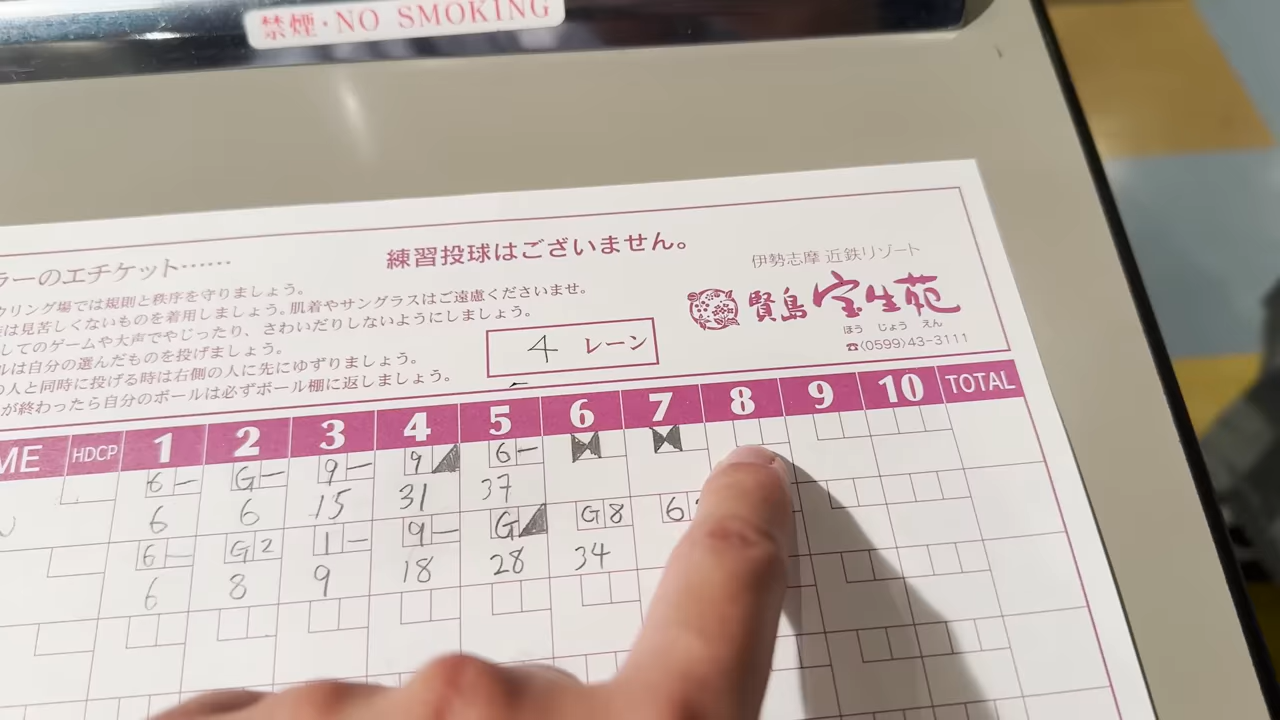 禁煙・NO SMOKING
練習投球はございません。
ラーのエチケット……
クリング場では規則と秩序を守りましょう。
は見苦しくないものを着用しましょう。肌着やサングラスはご遠慮くださいませ。
してのゲームや大声でやじったり、さわいだりしないようにしましょう。
ルは自分の選んだものを投げましょう。
の人と同時に投げる時は右側の人に先にゆずりましょう。
が終わったら自分のボールは必ずボール棚に返しましょう。
4 レーン
伊勢志摩 近鉄リゾート
賢島 宝生苑
ほう じょう えん
☎(0599)43-3111
ME HDCP 1 2 3 4 5 6 7 8 9 10 TOTAL
6 - G - 9 - 9 6 -
6 6 15 31 37
6 - G 2 1 - 9 - G G 8 6
6 8 9 18 28 34